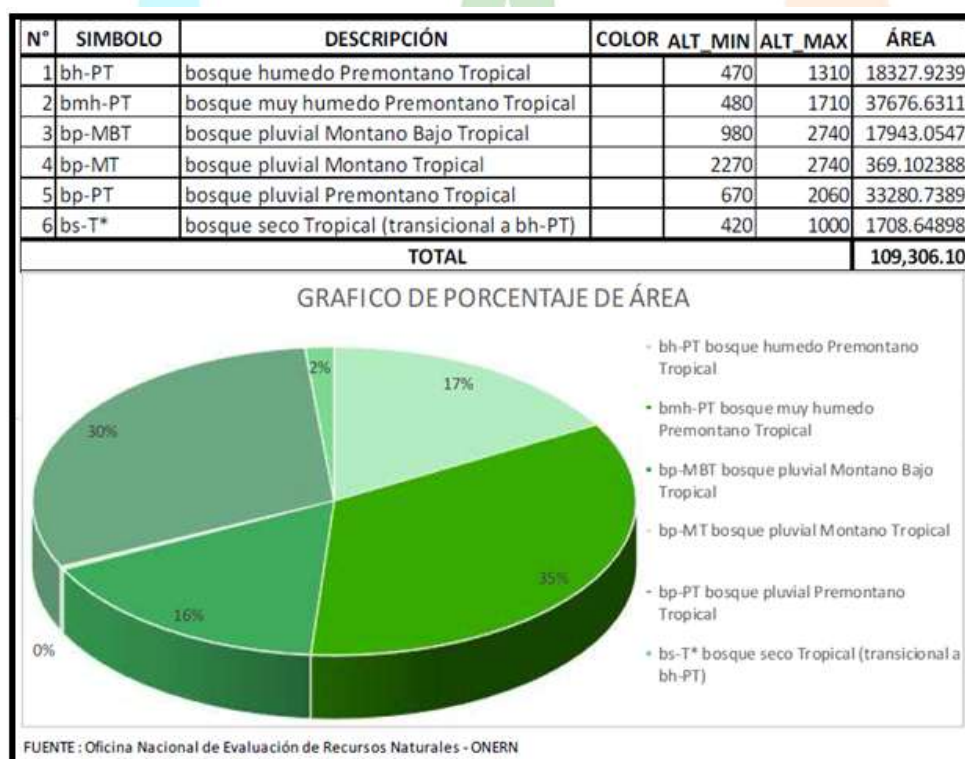 N° SIMBOLO DESCRIPCIÓN COLOR ALT_MIN ALT_MAX ÁREA
1 bh-PT bosque humedo Premontano Tropical 470 1310 18327.9239
2 bmh-PT bosque muy humedo Premontano Tropical 480 1710 37676.6311
3 bp-MBT bosque pluvial Montano Bajo Tropical 980 2740 17943.0547
4 bp-MT bosque pluvial Montano Tropical 2270 2740 369.102388
5 bp-PT bosque pluvial Premontano Tropical 670 2060 33280.7389
6 bs-T* bosque seco Tropical (transicional a bh-PT) 420 1000 1708.64898
TOTAL 109,306.10
GRAFICO DE PORCENTAJE DE ÁREA
2%
17%
30%
35%
16%
0%
bh-PT bosque humedo Premontano
Tropical
bmh-PT bosque muy humedo
Premontano Tropical
bp-MBT bosque pluvial Montano Bajo
Tropical
bp-MT bosque pluvial Montano Tropical
bp-PT bosque pluvial Premontano
Tropical
bs-T* bosque seco Tropical (transicional a
bh-PT)
FUENTE : Oficina Nacional de Evaluación de Recursos Naturales - ONERN